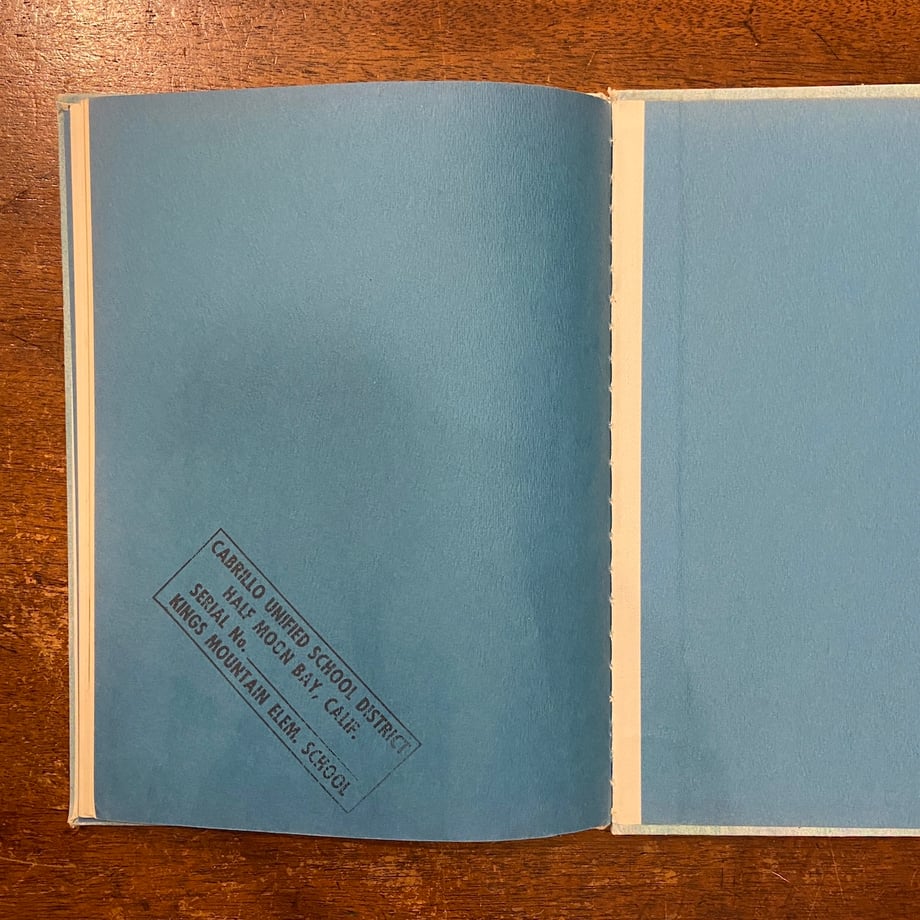 CABRILLO UNIFIED SCHOOL DISTRICT
HALF MOON BAY, CALIF.
SERIAL No.
KINGS MOUNTAIN ELEM. SCHOOL